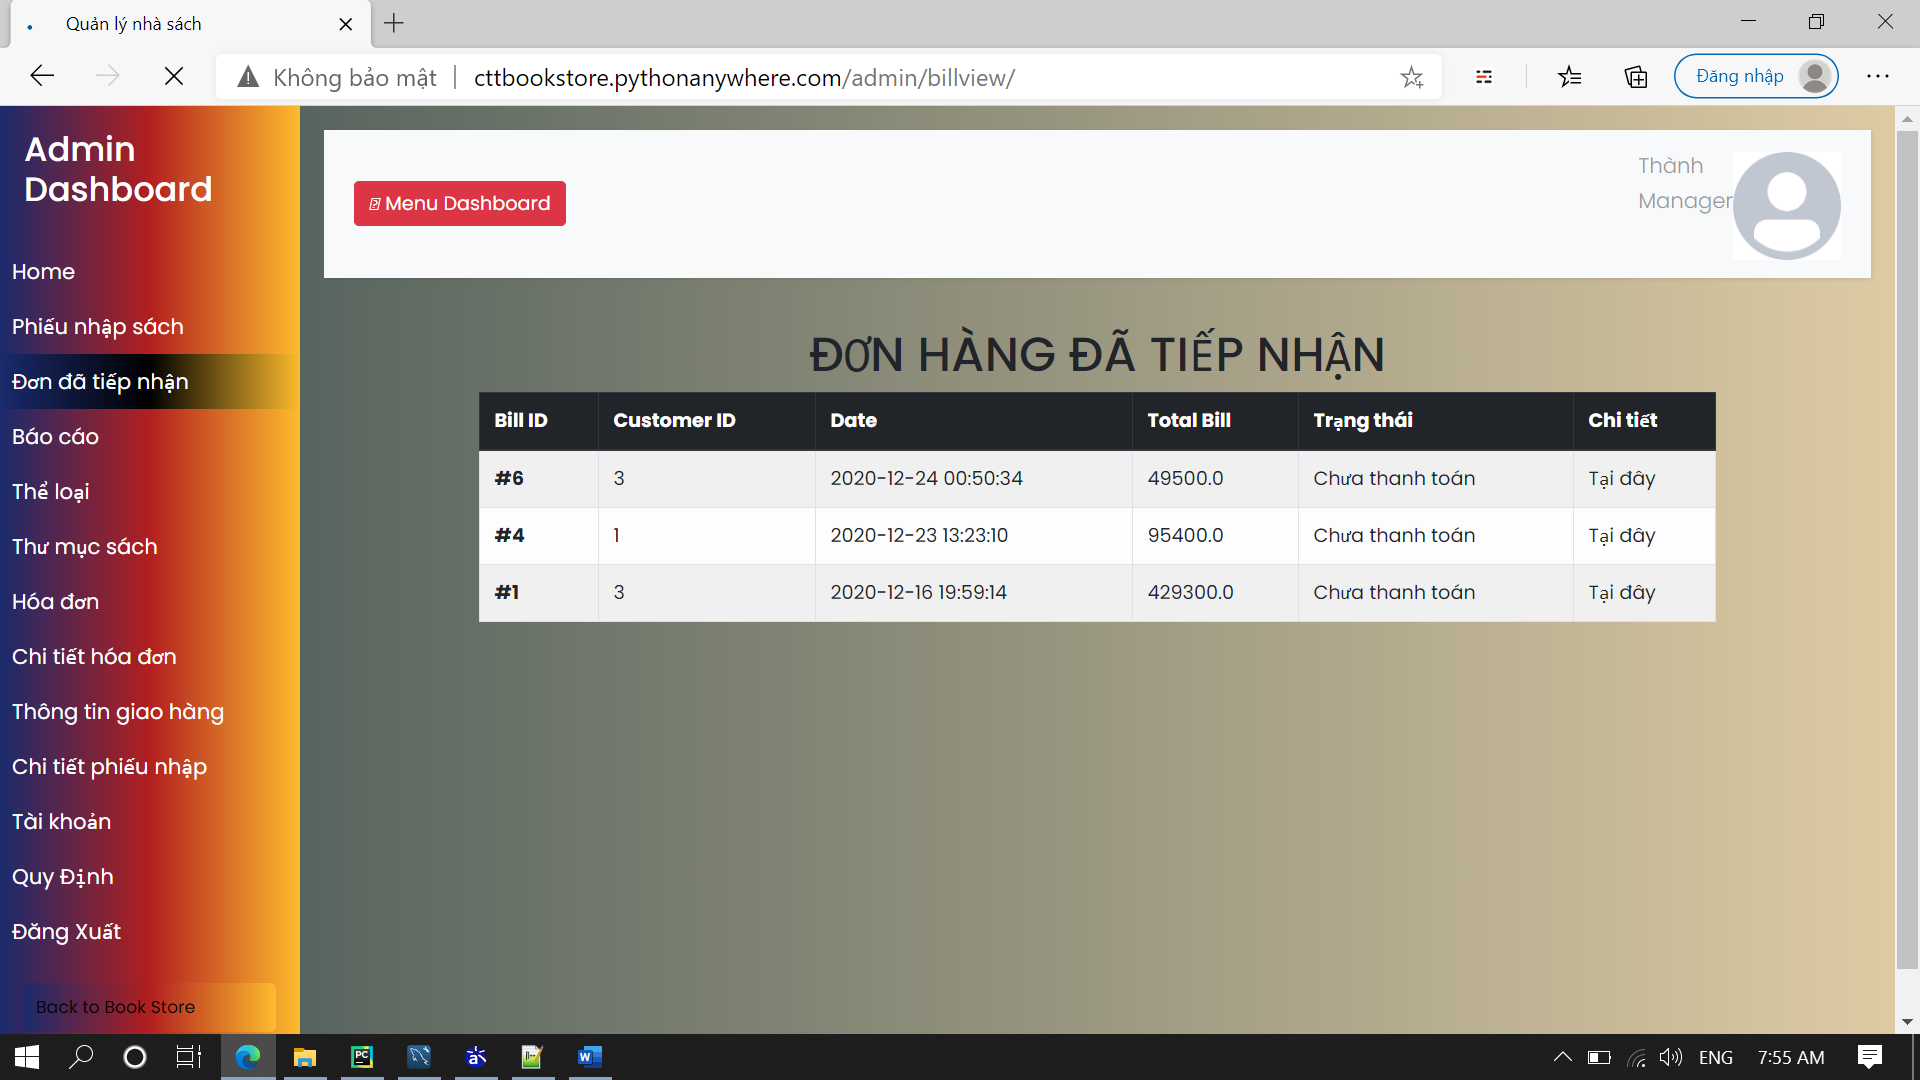 Quản lý nhà sách
Không bảo mật
cttbookstore.pythonanywhere.com/admin/billview/
Đăng nhập
Admin
Dashboard
Home
Phiếu nhập sách
Đơn đã tiếp nhận
Báo cáo
Thể loại
Thư mục sách
Hóa đơn
Chi tiết hóa đơn
Thông tin giao hàng
Chi tiết phiếu nhập
Tài khoản
Quy Định
Đăng Xuất
Back to Book Store
Menu Dashboard
Thành
Manager
ĐƠN HÀNG ĐÃ TIẾP NHẬN
Bill ID Customer ID Date Total Bill Trạng thái Chi tiết
#6 3 2020-12-24 00:50:34 49500.0 Chưa thanh toán Tại đây
#4 1 2020-12-23 13:23:10 95400.0 Chưa thanh toán Tại đây
#1 3 2020-12-16 19:59:14 429300.0 Chưa thanh toán Tại đây
ENG
7:55 AM